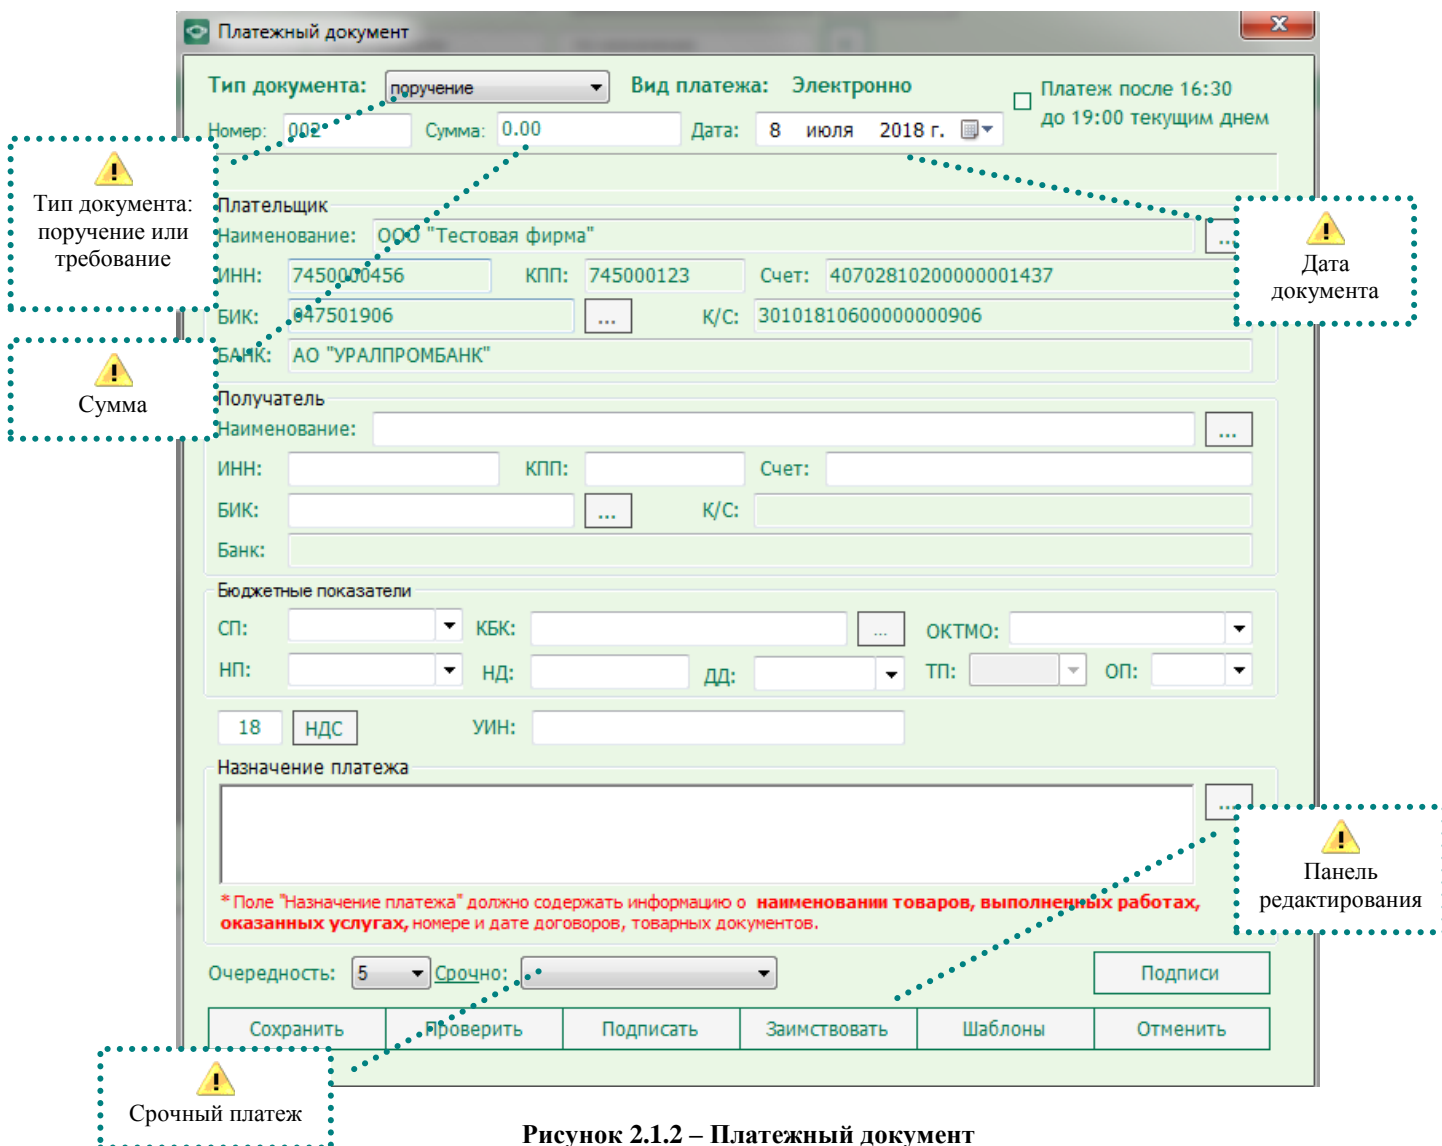 Платежный документ
x
Тип документа: поручение Вид платежа: Электронно
Платеж после 16:30
до 19:00 текущим днем
Номер: 002 Сумма: 0.00 Дата: 8 июля 2018 г.
Тип документа:
поручение или
требование
Дата
документа
Плательщик
Наименование: ООО "Тестовая фирма" ...
ИНН: 7450000456 КПП: 745000123 Счет: 40702810200000001437
БИК: 047501906 ... К/С: 30101810600000000906
БАНК: АО "УРАЛПРОМБАНК"
Сумма
Получатель
Наименование: ...
ИНН: КПП: Счет:
БИК: ... К/С:
Банк:
Бюджетные показатели
СП: КБК: ... ОКТМО:
НП: НД: ДД: ТП: ОП:
18 НДС УИН:
Назначение платежа
...
Панель
редактирования
* Поле "Назначение платежа" должно содержать информацию о наименовании товаров, выполненных работах,
оказанных услугах, номере и дате договоров, товарных документов.
Очередность: 5 Срочно: Подписи
Сохранить Проверить Подписать Заимствовать Шаблоны Отменить
Срочный платеж
Рисунок 2.1.2 – Платежный документ